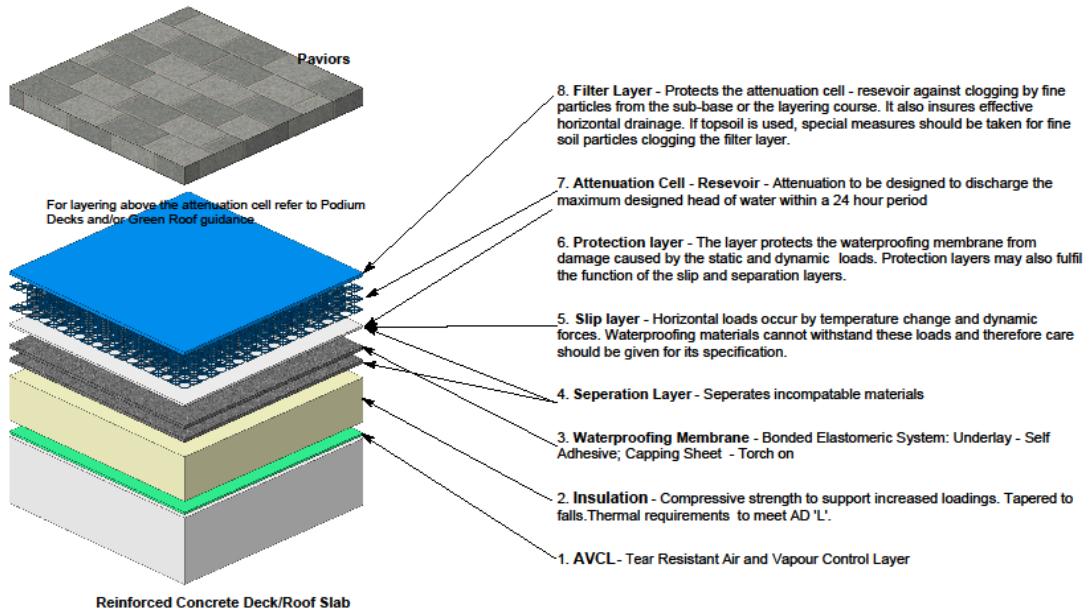 Paviors
For layering above the attenuation cell refer to Podium
Decks and/or Green Roof guidance
8. Filter Layer - Protects the attenuation cell - resevoir against clogging by fine
particles from the sub-base or the layering course. It also insures effective
horizontal drainage. If topsoil is used, special measures should be taken for fine
soil particles clogging the filter layer.
7. Attenuation Cell - Resevoir - Attenuation to be designed to discharge the
maximum designed head of water within a 24 hour period
6. Protection layer - The layer protects the waterproofing membrane from
damage caused by the static and dynamic loads. Protection layers may also fulfil
the function of the slip and separation layers.
5. Slip layer - Horizontal loads occur by temperature change and dynamic
forces. Waterproofing materials cannot withstand these loads and therefore care
should be given for its specification.
4. Seperation Layer - Seperates incompatable materials
3. Waterproofing Membrane - Bonded Elastomeric System: Underlay - Self
Adhesive; Capping Sheet - Torch on
2. Insulation - Compressive strength to support increased loadings. Tapered to
falls.Thermal requirements to meet AD 'L'.
1. AVCL- Tear Resistant Air and Vapour Control Layer
Reinforced Concrete Deck/Roof Slab